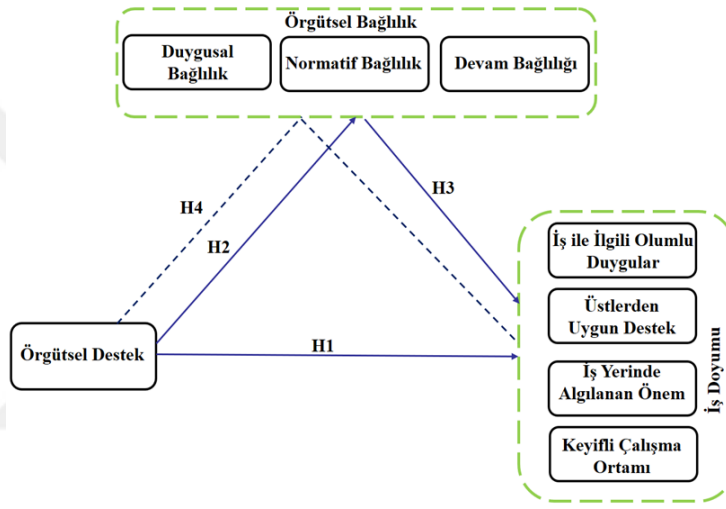 Örgütsel Bağlılık
Duygusal
Bağlılık
Normatif Bağlılık
Devam Bağlılığı
H4
H2
H3
H1
Örgütsel Destek
İş ile İlgili Olumlu
Duygular
Üstlerden
Uygun Destek
İş Yerinde
Algılanan Önem
Keyifli Çalışma
Ortamı
İş Doyumu